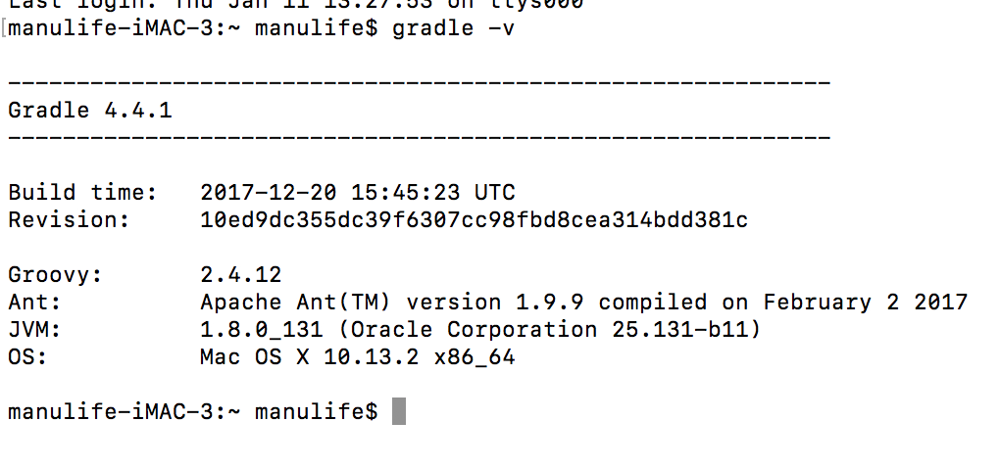 Last login: Thu Jan 11 13:27:53 on ttys000
[manulife-iMAC-3:~ manulife$ gradle -v
------------------------------------------------------------
Gradle 4.4.1
------------------------------------------------------------
Build time:   2017-12-20 15:45:23 UTC
Revision:     10ed9dc355dc39f6307cc98fbd8cea314bdd381c
Groovy:       2.4.12
Ant:          Apache Ant(TM) version 1.9.9 compiled on February 2 2017
JVM:          1.8.0_131 (Oracle Corporation 25.131-b11)
OS:           Mac OS X 10.13.2 x86_64
manulife-iMAC-3:~ manulife$